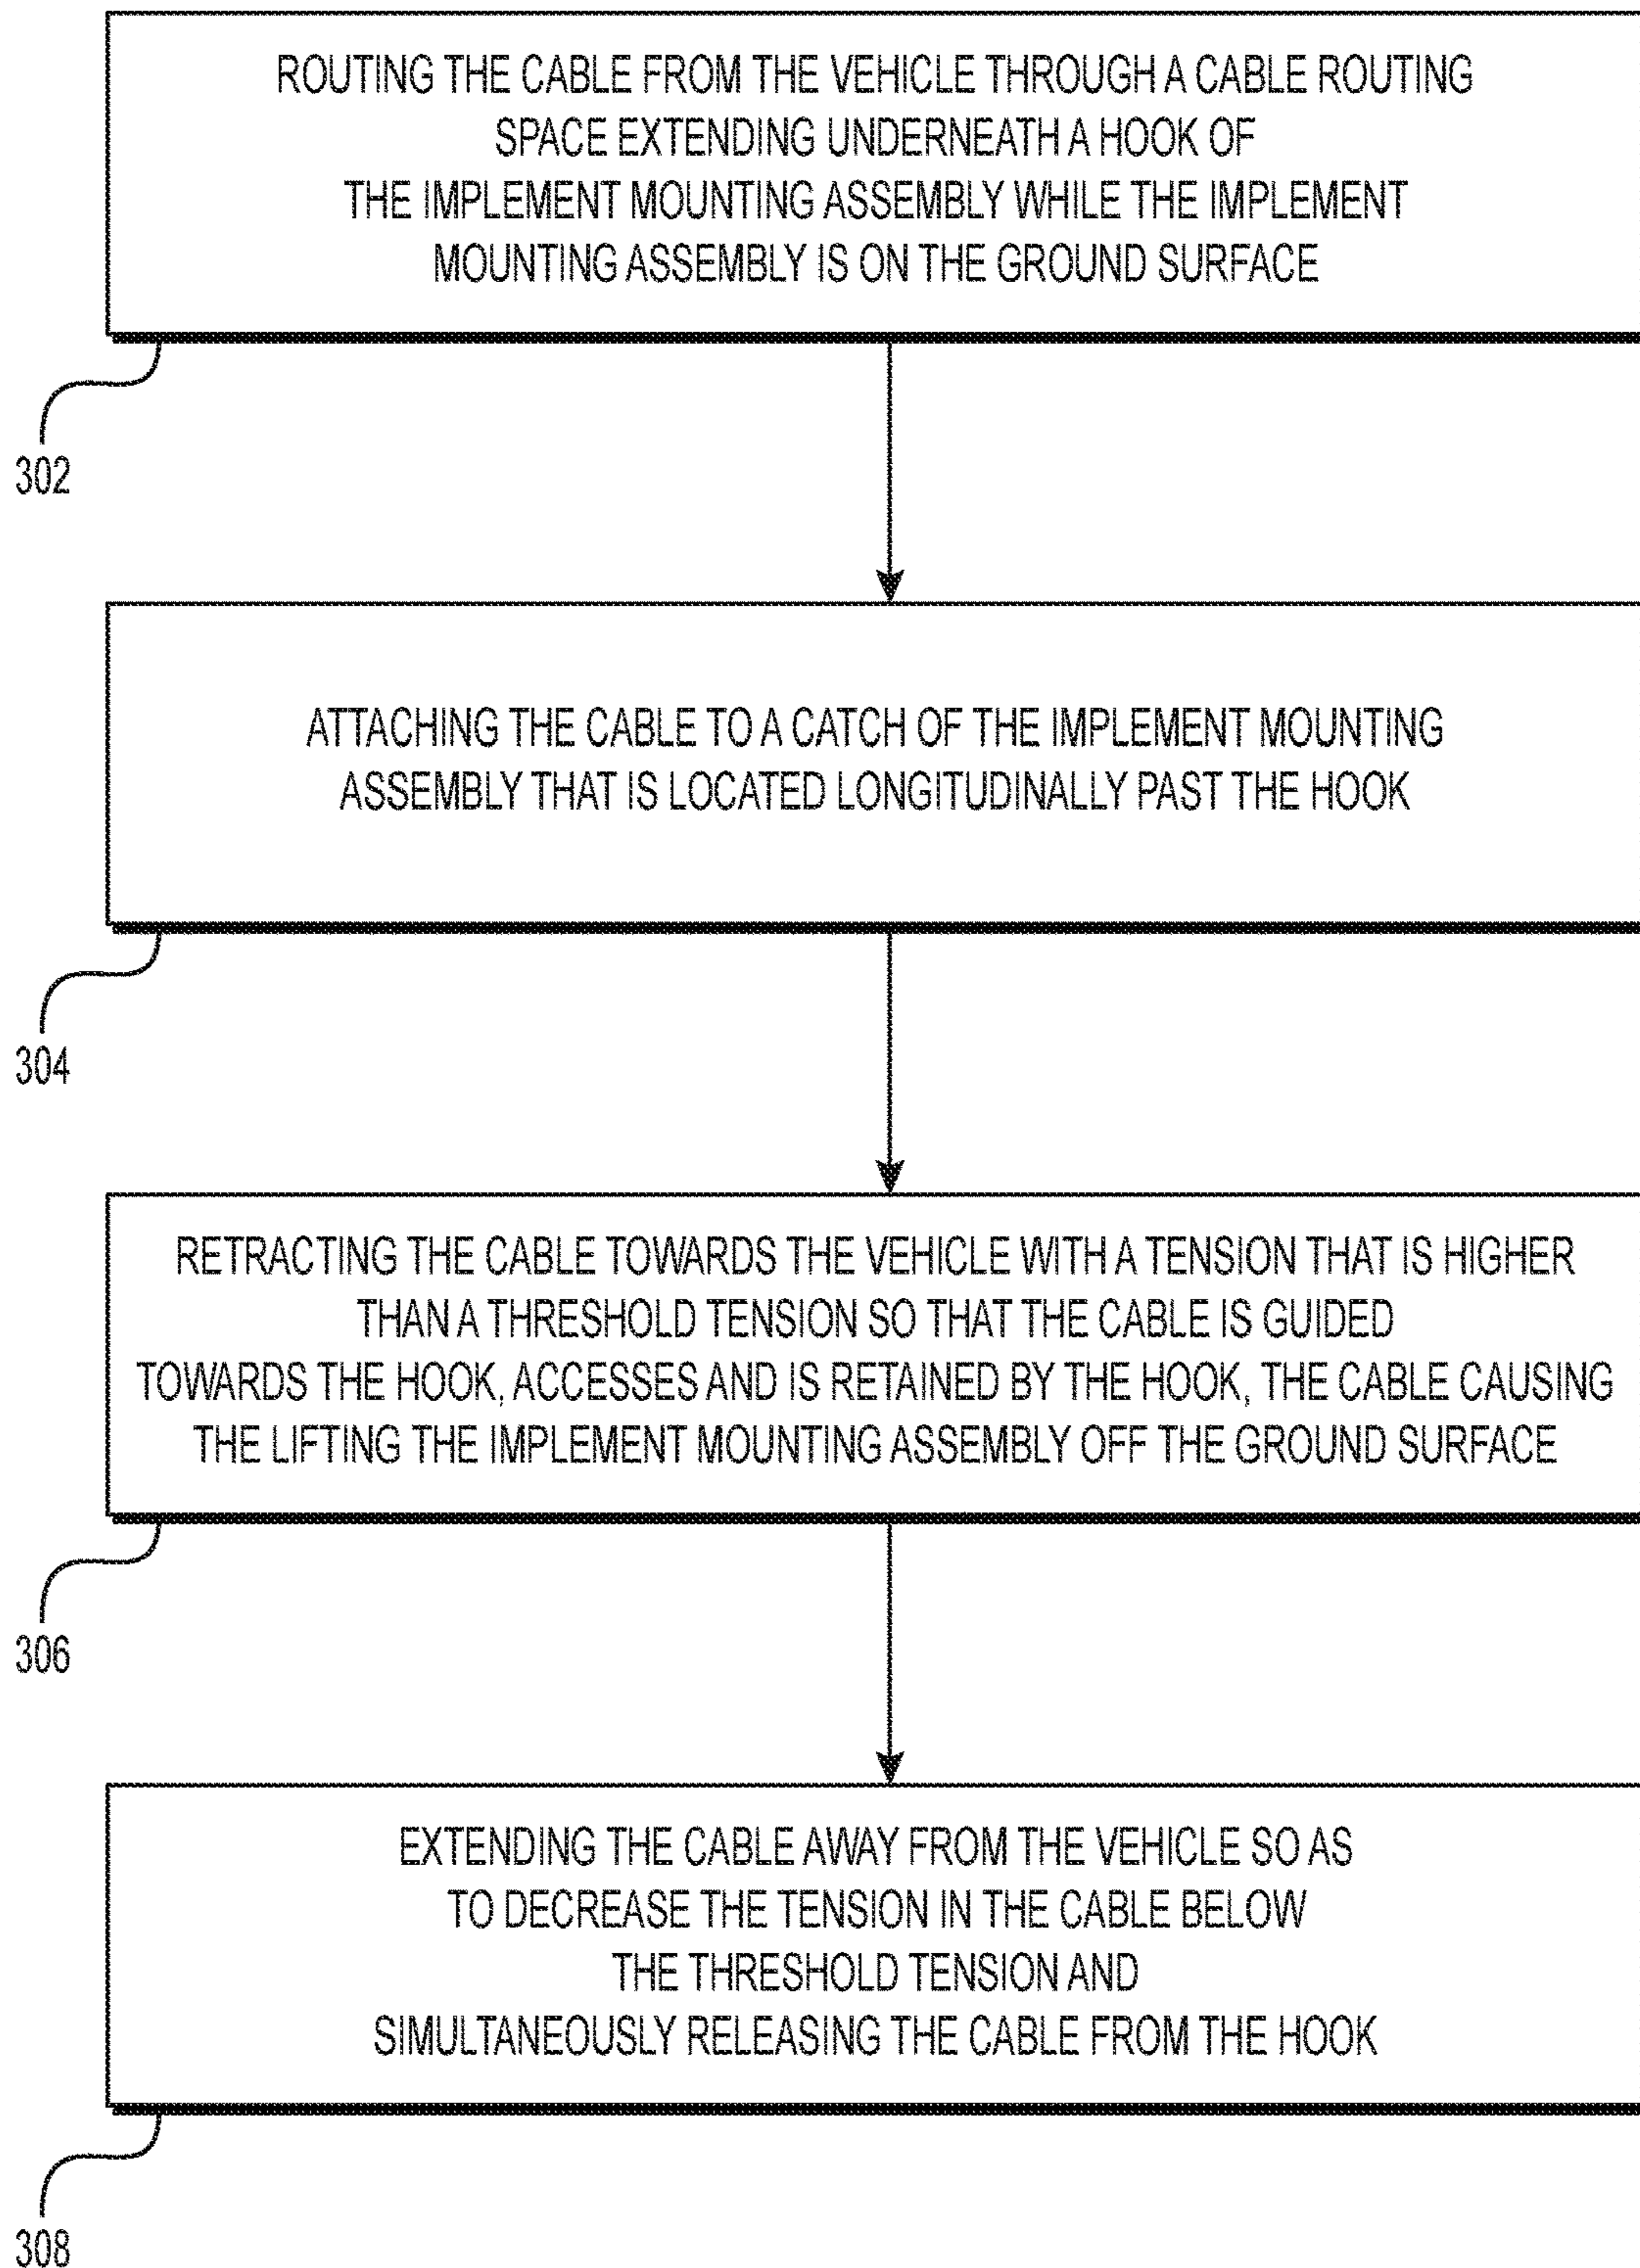 ROUTING THE CABLE FROM THE VEHICLE THROUGH A CABLE ROUTING
SPACE EXTENDING UNDERNEATH A HOOK OF
THE IMPLEMENT MOUNTING ASSEMBLY WHILE THE IMPLEMENT
MOUNTING ASSEMBLY IS ON THE GROUND SURFACE
302
ATTACHING THE CABLE TO A CATCH OF THE IMPLEMENT MOUNTING
ASSEMBLY THAT IS LOCATED LONGITUDINALLY PAST THE HOOK
304
RETRACTING THE CABLE TOWARDS THE VEHICLE WITH A TENSION THAT IS HIGHER
THAN A THRESHOLD TENSION SO THAT THE CABLE IS GUIDED
TOWARDS THE HOOK, ACCESSES AND IS RETAINED BY THE HOOK, THE CABLE CAUSING
THE LIFTING THE IMPLEMENT MOUNTING ASSEMBLY OFF THE GROUND SURFACE
306
EXTENDING THE CABLE AWAY FROM THE VEHICLE SO AS
TO DECREASE THE TENSION IN THE CABLE BELOW
THE THRESHOLD TENSION AND
SIMULTANEOUSLY RELEASING THE CABLE FROM THE HOOK
308